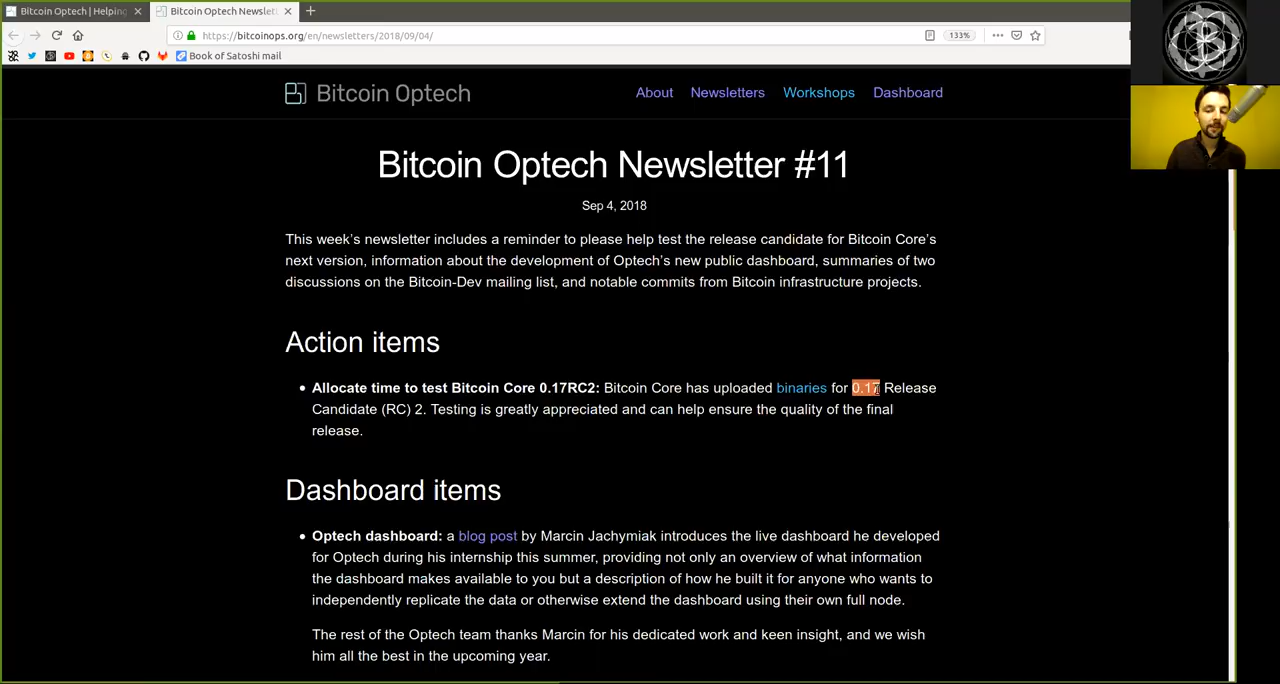 Bitcoin Optech | Helping
Bitcoin Optech Newslett
https://bitcoinops.org/en/newsletters/2018/09/04/
133%
Book of Satoshi mail
Bitcoin Optech
About Newsletters Workshops Dashboard
Bitcoin Optech Newsletter #11
Sep 4, 2018
This week’s newsletter includes a reminder to please help test the release candidate for Bitcoin Core’s
next version, information about the development of Optech’s new public dashboard, summaries of two
discussions on the Bitcoin-Dev mailing list, and notable commits from Bitcoin infrastructure projects.
Action items
Allocate time to test Bitcoin Core 0.17RC2: Bitcoin Core has uploaded binaries for 0.17 Release
Candidate (RC) 2. Testing is greatly appreciated and can help ensure the quality of the final
release.
Dashboard items
Optech dashboard: a blog post by Marcin Jachymiak introduces the live dashboard he developed
for Optech during his internship this summer, providing not only an overview of what information
the dashboard makes available to you but a description of how he built it for anyone who wants to
independently replicate the data or otherwise extend the dashboard using their own full node.
The rest of the Optech team thanks Marcin for his dedicated work and keen insight, and we wish
him all the best in the upcoming year.